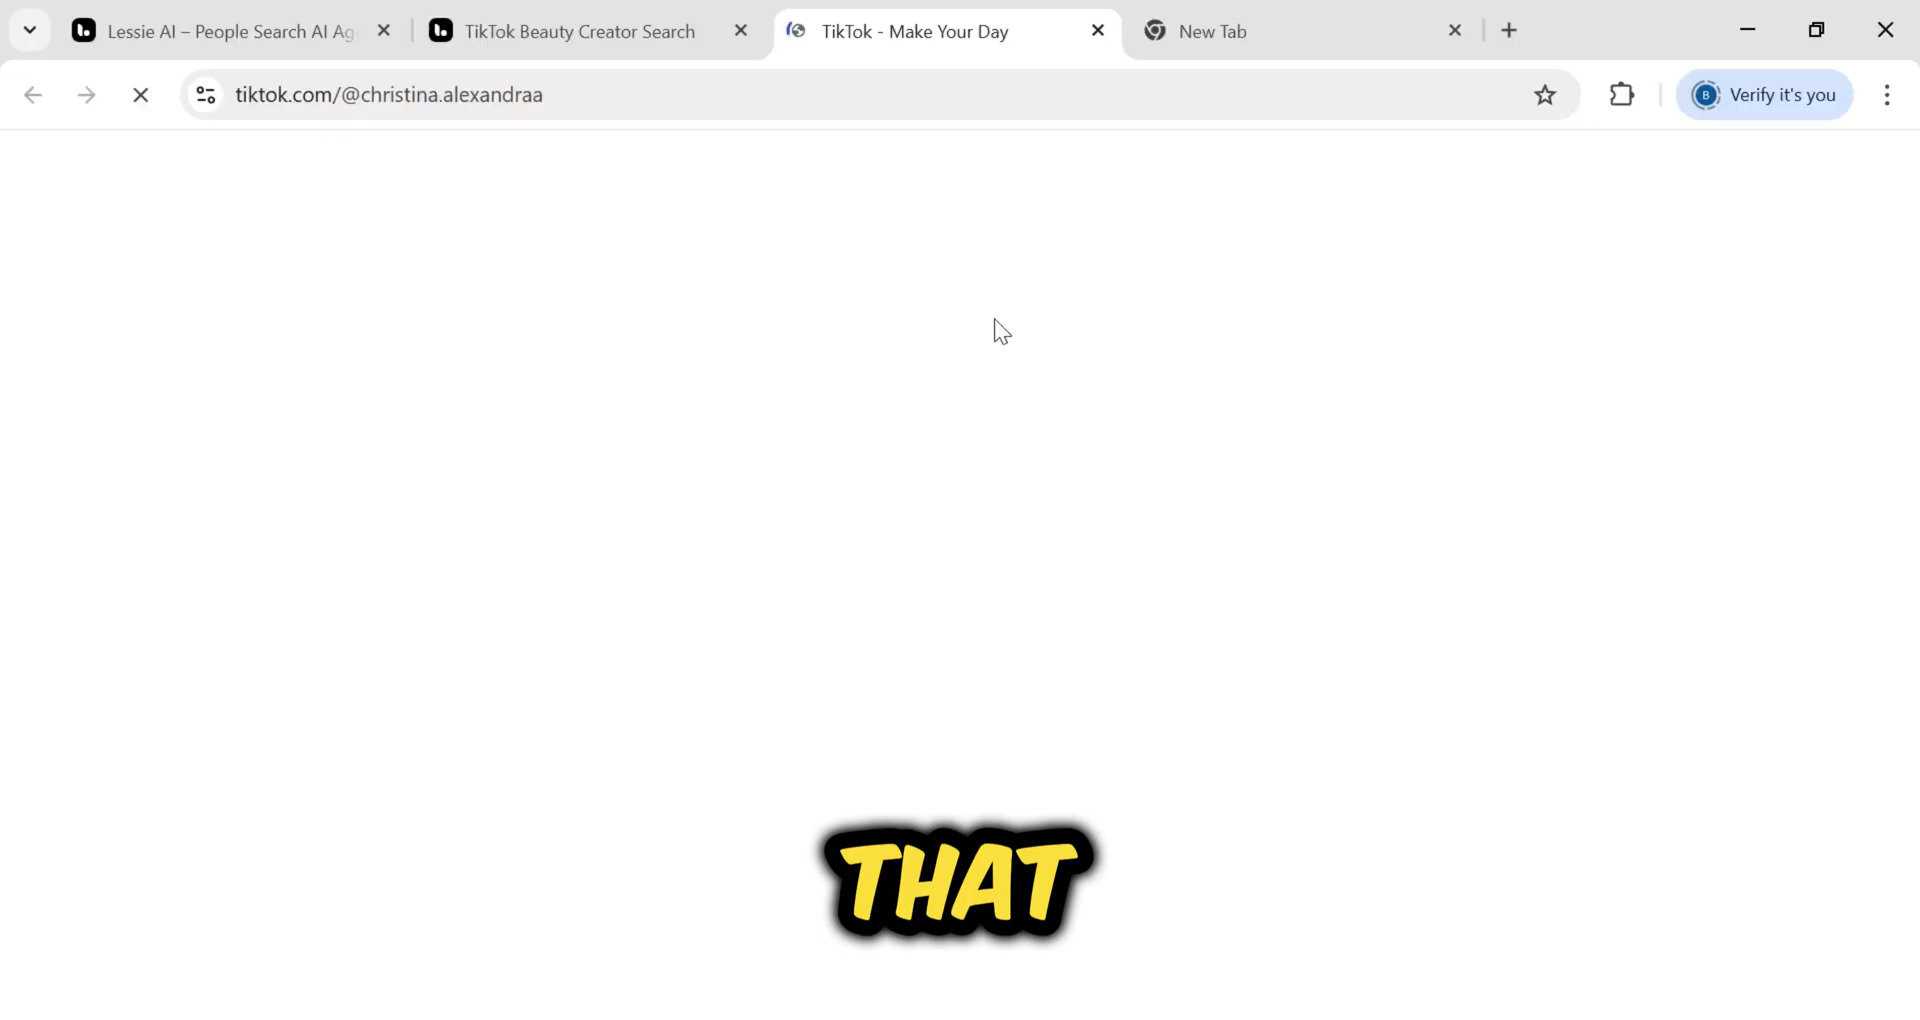 Lessie AI – People Search AI Ag
TikTok Beauty Creator Search
TikTok - Make Your Day
New Tab
tiktok.com/@christina.alexandraa
B
Verify it's you
THAT